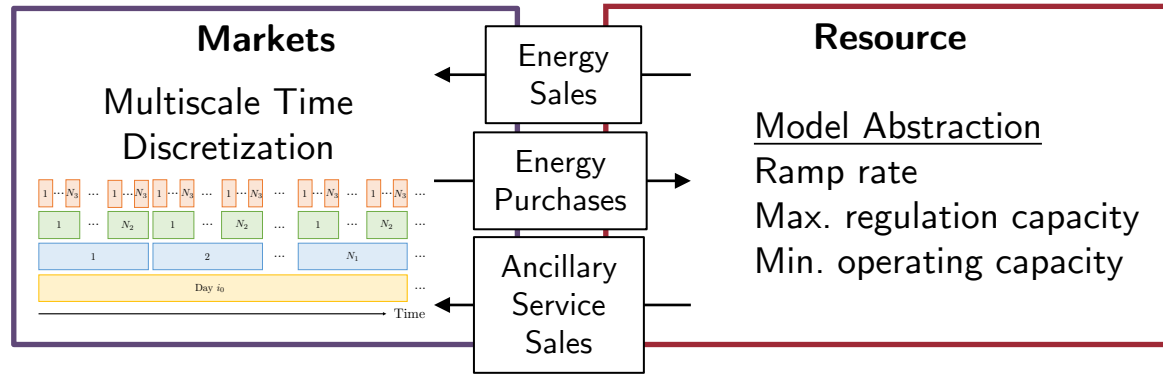 Markets
Multiscale Time
Discretization
1 ... N₃ ... 1 ... N₃ 1 ... N₃ ... 1 ... N₃ ... 1 ... N₃ ... 1 ... N₃ ...
1 ... N₂ 1 ... N₂ ... 1 ... N₂ ...
1 2 ... N₁ ...
Day i₀ ...
Time
Energy
Sales
Energy
Purchases
Ancillary
Service
Sales
Resource
Model Abstraction
Ramp rate
Max. regulation capacity
Min. operating capacity